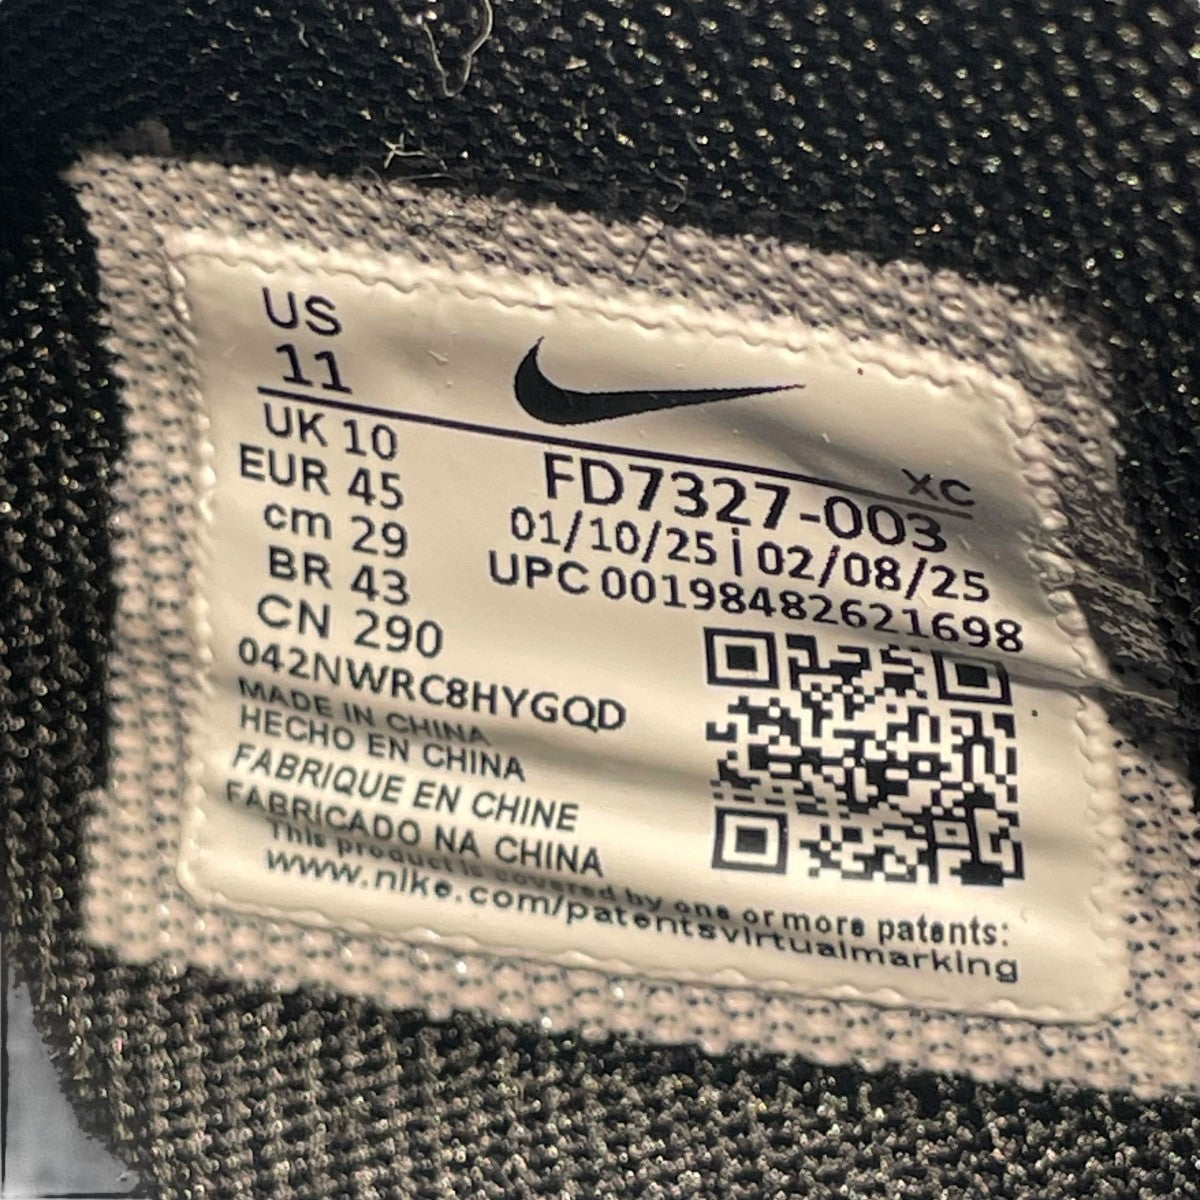 US
11
XC
UK 10
EUR 45
cm 29
BR 43
CN 290
FD7327-003
01/10/25 | 02/08/25
UPC 00198482621698
042NWRC8HYGQD
MADE IN CHINA
HECHO EN CHINA
FABRIQUE EN CHINE
FABRICADO NA CHINA
This product is covered by one or more patents:
www.nike.com/patentsvirtualmarking